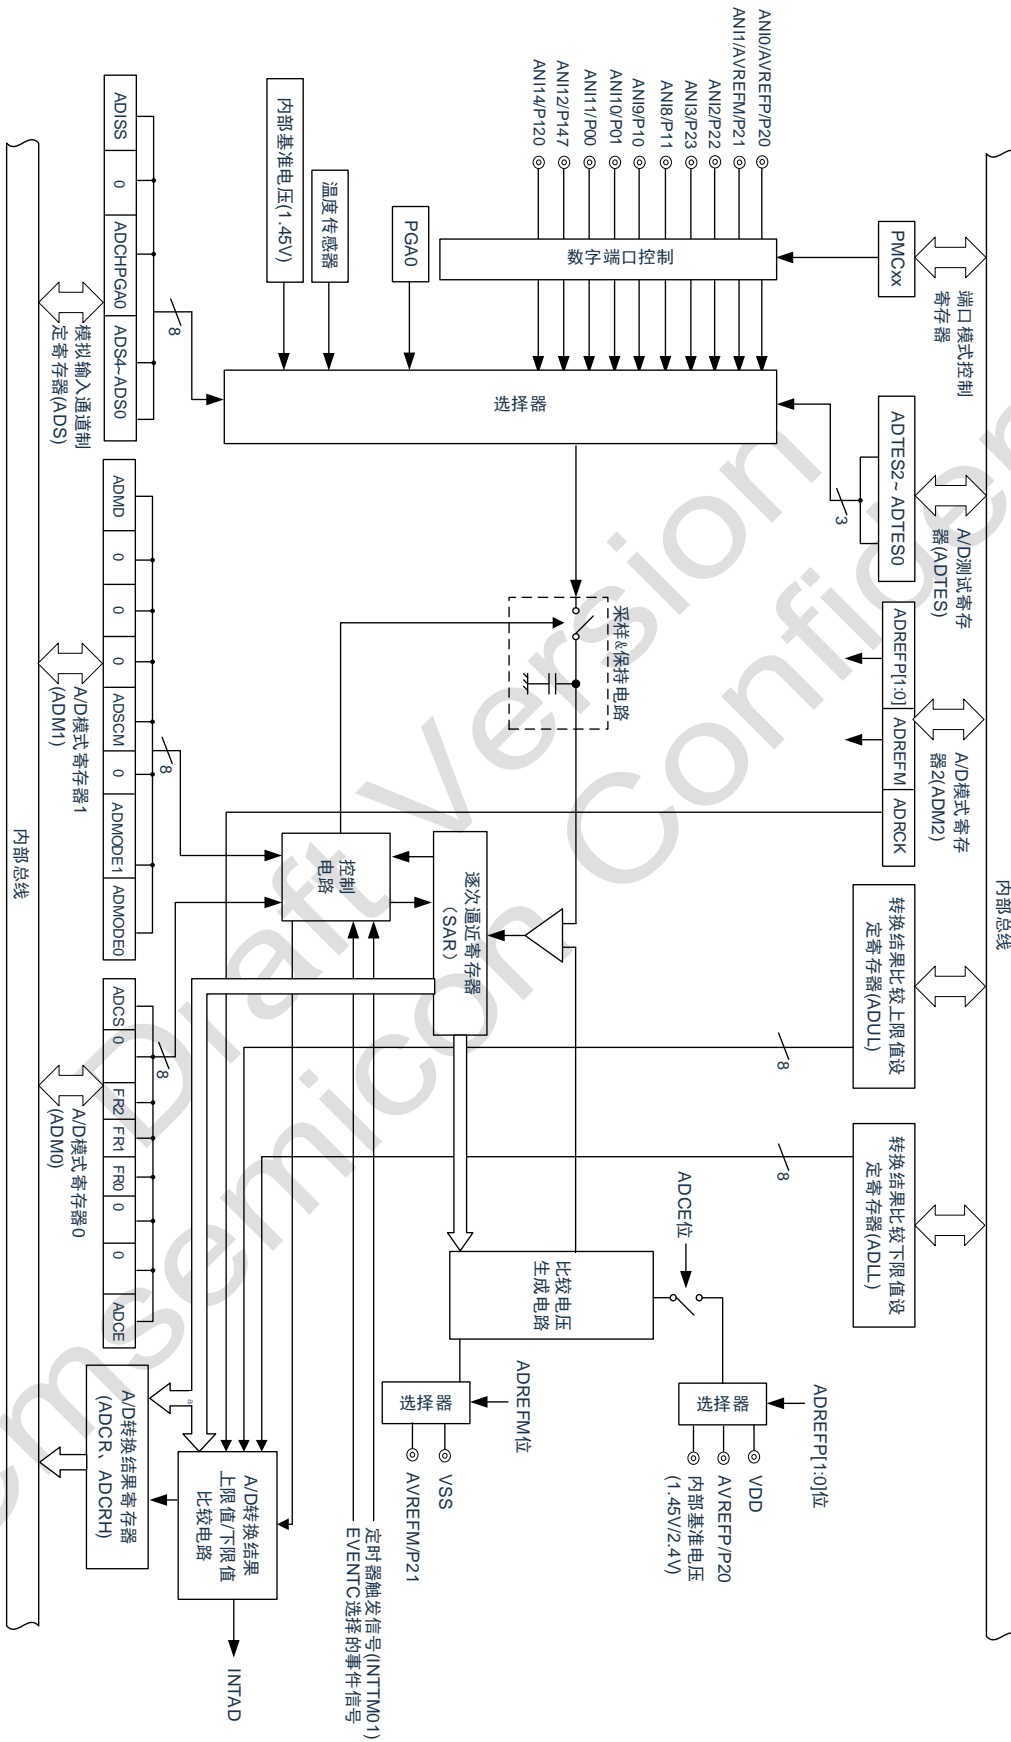 内部总线
PMCxx
端口模式控制
寄存器
ADTES2~ADTES0
A/D测试寄存
器(ADTES)
3
ADREFP[1:0]
ADREFM
ADRCK
A/D模式寄存
器2(ADM2)
转换结果比较上限值设
定寄存器(ADUL)
8
转换结果比较下限值设
定寄存器(ADLL)
8
ANI0/AVREFP/P20
ANI1/AVREFM/P21
ANI2/P22
ANI3/P23
ANI8/P11
ANI9/P10
ANI10/P01
ANI11/P00
ANI12/P147
ANI14/P120
数字端口控制
PGA0
温度传感器
内部基准电压(1.45V)
选择器
采样&保持电路
逐次逼近寄存器
(SAR)
控制
电路
ADCE位
比较电压
生成电路
ADREFP[1:0]位
选择器
VDD
AVREFP/P20
内部基准电压
(1.45V/2.4V)
ADREFM位
选择器
VSS
AVREFM/P21
定时器触发信号(INTTM01)
EVENTC选择的事件信号
A/D转换结果
上限值/下限值
比较电路
INTAD
A/D转换结果寄存器
(ADCR、ADCRH)
8
ADISS
0
ADCHPGA0
ADS4~ADS0
模拟输入通道制
定寄存器(ADS)
8
ADMD
0
0
0
ADSCM
0
ADMODE1
ADMODE0
A/D模式寄存器1
(ADM1)
8
ADCS
0
FR2
FR1
FR0
0
0
ADCE
A/D模式寄存器0
(ADM0)
内部总线
Draft Version
Cmsemicon Confiden